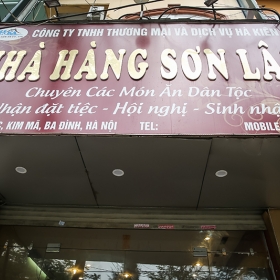 CÔNG TY TNHH THƯƠNG MẠI VÀ DỊCH VỤ HÀ KIÊN
HÀ HÀNG SƠN LÂ
Chuyên Các Món Ăn Dân Tộc
Nhận đặt tiệc - Hội nghị - Sinh nhậ
C, KIM MÃ, BA ĐÌNH, HÀ NỘI TEL: MOBILE